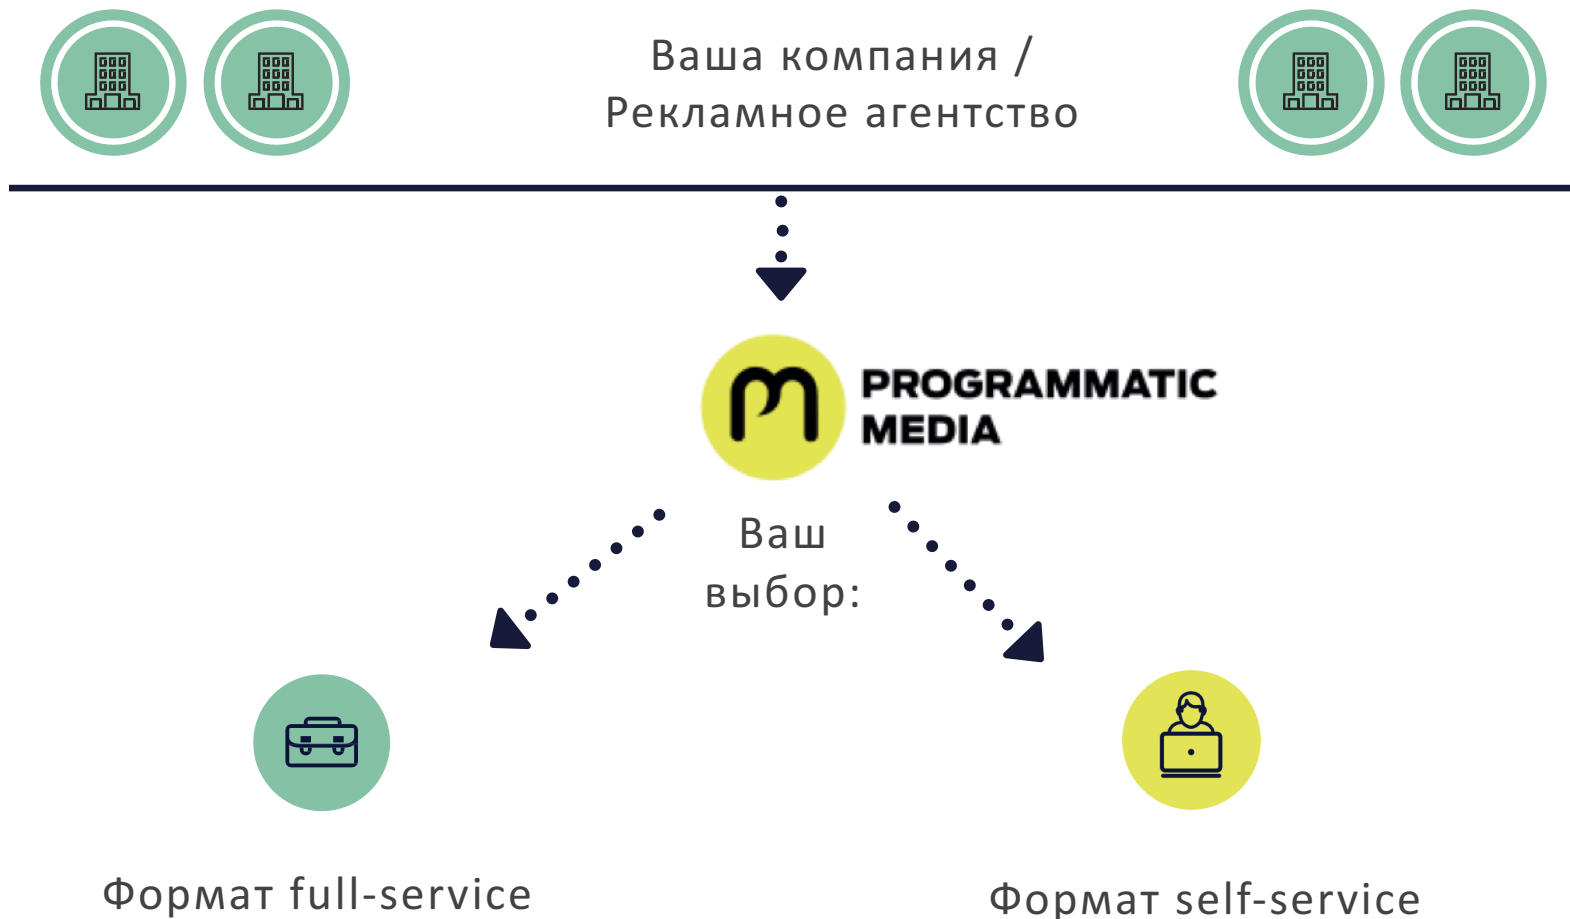 Ваша компания /
Рекламное агентство
PROGRAMMATIC
MEDIA
Ваш
выбор:
Формат full-service
Формат self-service